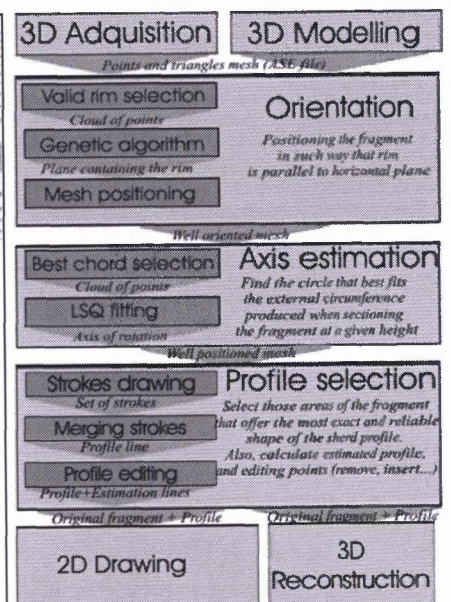 3D Adquisition
3D Modelling
Points and triangles mesh (ASE file)
Valid rim selection
Cloud of points
Genetic algorithm
Plane containing the rim
Mesh positioning
Orientation
Positioning the fragment
in such way that rim
is parallel to horizontal plane
Well oriented mesh
Best chord selection
Cloud of points
LSQ fitting
Axis of rotation
Axis estimation
Find the circle that best fits
the external circumference
produced when sectioning
the fragment at a given height
Well positioned mesh
Strokes drawing
Set of strokes
Merging strokes
Profile line
Profile editing
Profile+Estimation lines
Profile selection
Select those areas of the fragment
that offer the most exact and reliable
shape of the sherd profile.
Also, calculate estimated profile,
and editing points (remove, insert...)
Original fragment + Profile
Original fragment + Profile
2D Drawing
3D
Reconstruction